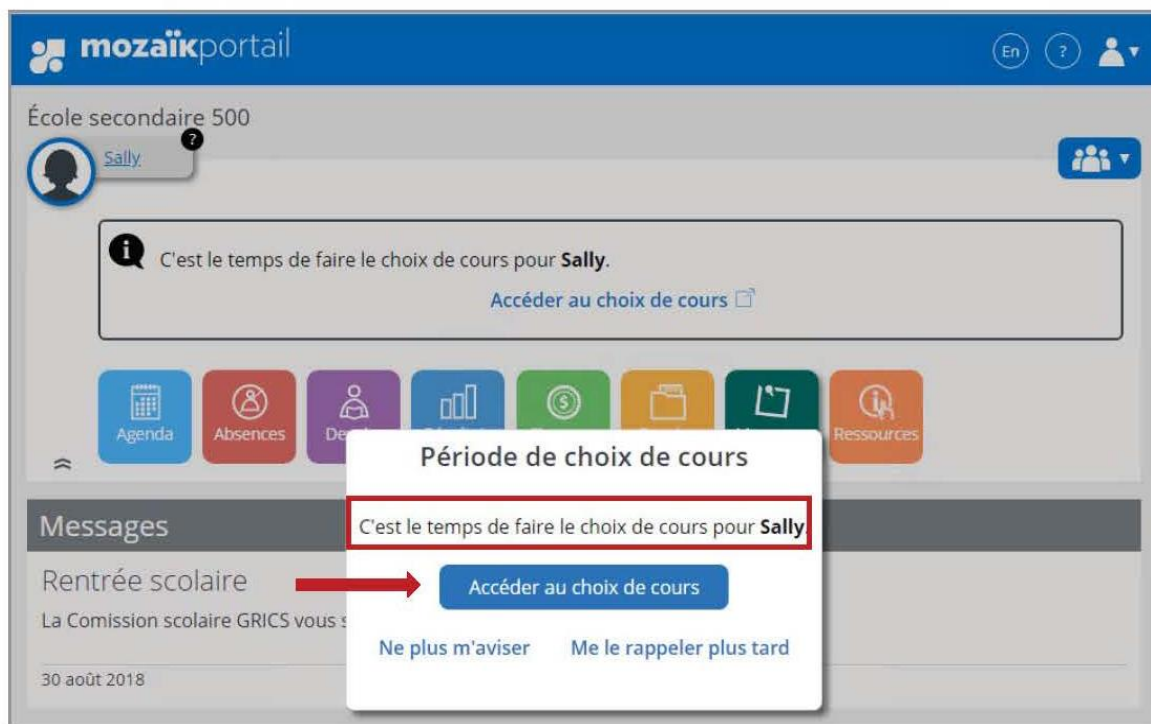 mozaïkportail
En ?
École secondaire 500
Sally ?
C'est le temps de faire le choix de cours pour Sally.
Accéder au choix de cours
Agenda
Absences
Ressources
Période de choix de cours
C'est le temps de faire le choix de cours pour Sally.
Accéder au choix de cours
Ne plus m'aviser Me le rappeler plus tard
Messages
Rentrée scolaire
La Comission scolaire GRICS vous
30 août 2018